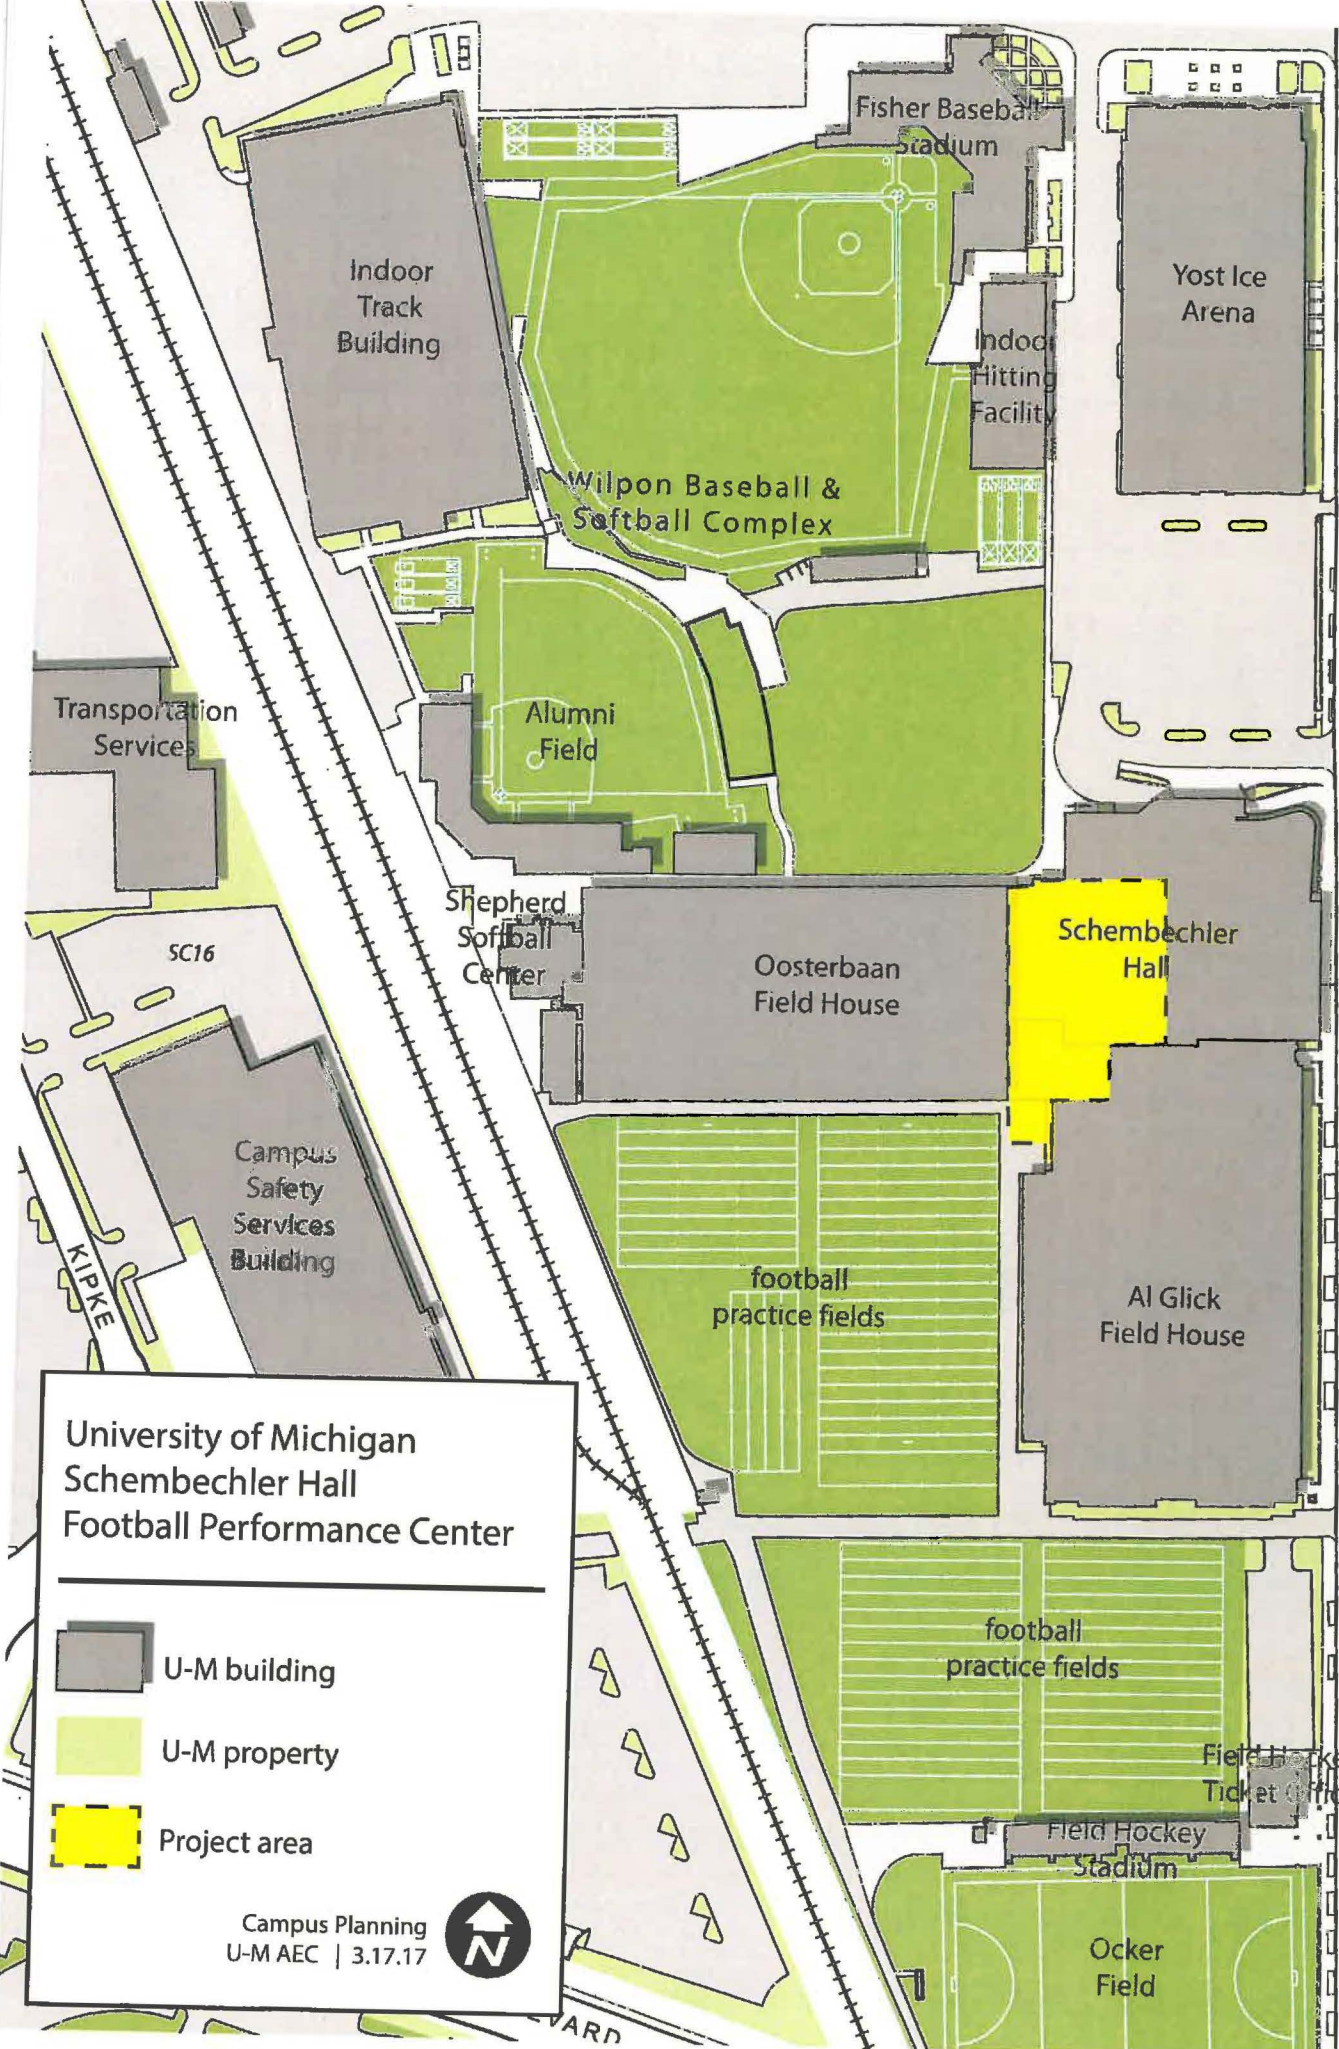 Fisher Baseball
Stadium
Indoor
Track
Building
Yost Ice
Arena
Indoor
Hitting
Facility
Wilpon Baseball &
Softball Complex
Transportation
Services
Alumni
Field
Shepherd
Softball
Center
Schembechler
Hall
SC16
Oosterbaan
Field House
Campus
Safety
Services
Building
KIPKE
football
practice fields
Al Glick
Field House
University of Michigan
Schembechler Hall
Football Performance Center
U-M building
U-M property
Project area
Campus Planning
U-M AEC | 3.17.17
N
football
practice fields
Field
Ticket
Field Hockey
Stadium
Ocker
Field